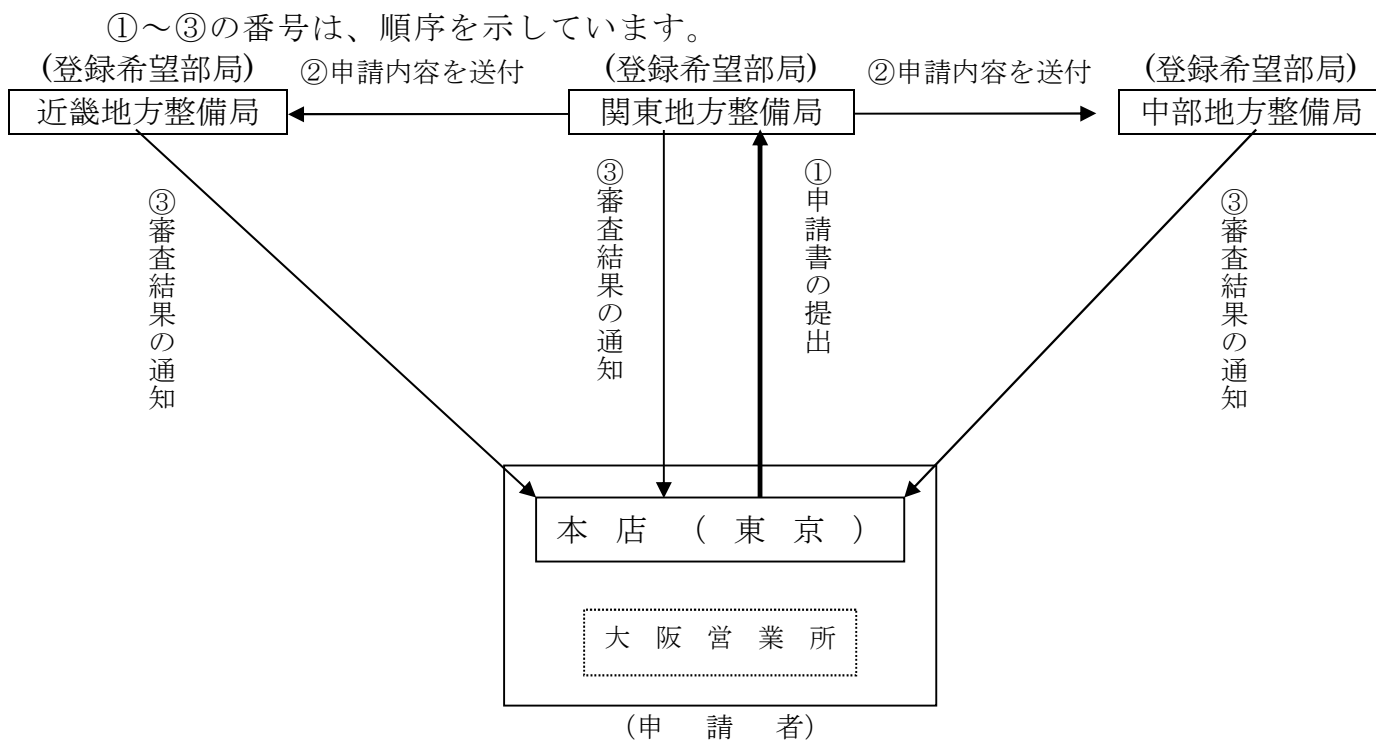 ①～③の番号は、順序を示しています。
(登録希望部局)
②申請内容を送付
(登録希望部局)
②申請内容を送付
(登録希望部局)
近畿地方整備局
関東地方整備局
中部地方整備局
③審査結果の通知
③審査結果の通知
①申請書の提出
③審査結果の通知
本店（東京）
大阪営業所
(申請者)